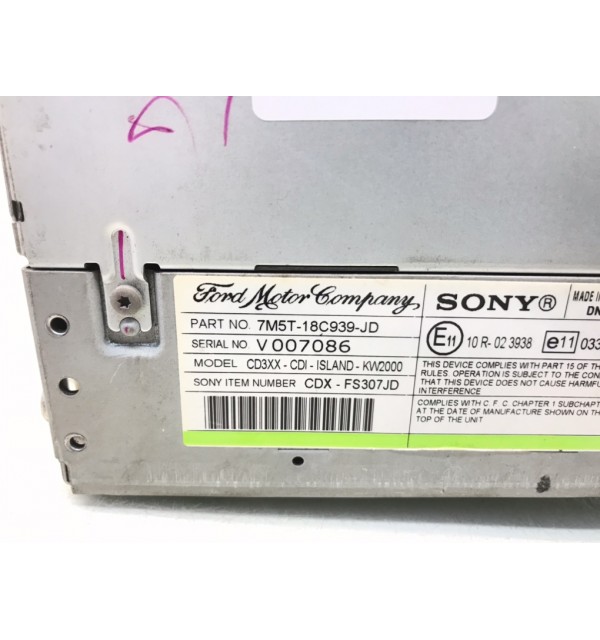 Ford Motor Company
SONY®
MADE IN
PART NO. 7M5T-18C939-JD
DN
SERIAL NO. V 007086
E11 10 R- 02 3938 e11 033
MODEL CD3XX - CDI - ISLAND - KW2000
SONY ITEM NUMBER CDX - FS307JD
THIS DEVICE COMPLIES WITH PART 15 OF THE
RULES. OPERATION IS SUBJECT TO THE CON
THAT THIS DEVICE DOES NOT CAUSE HARMFU
INTERFERENCE
COMPLIES WITH C. F. C. CHAPTER 1 SUBCHAPT
AT THE DATE OF MANUFACTURE SHOWN ON
TOP OF THE UNIT